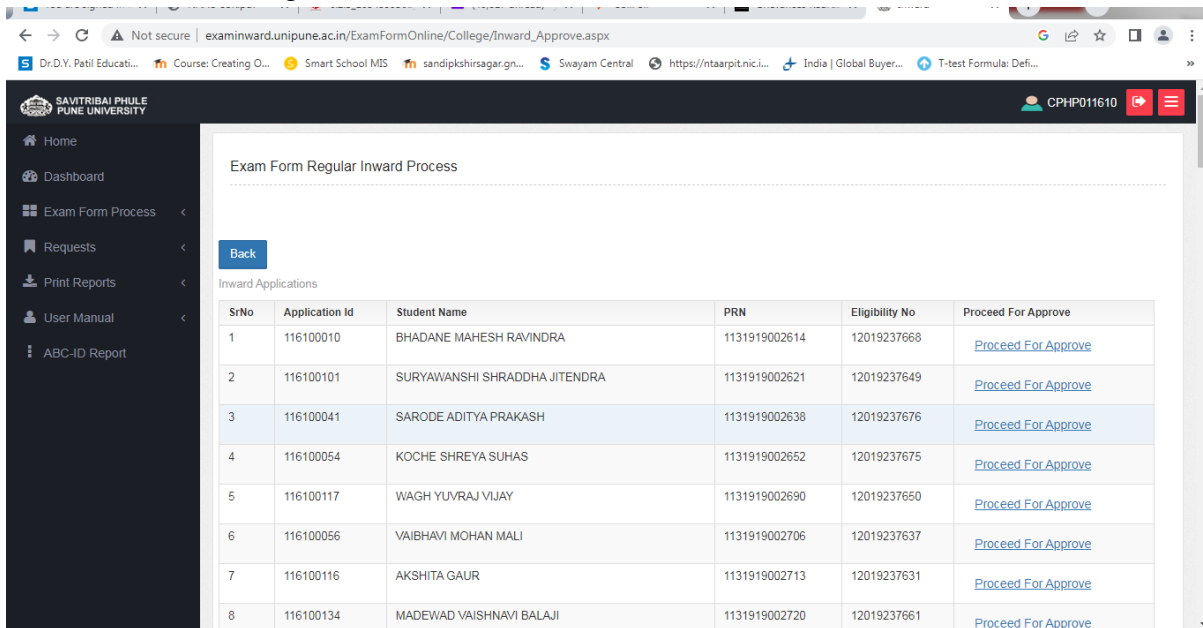 Not secure | examinward.unipune.ac.in/ExamFormOnline/College/Inward_Approve.aspx
Dr.D.Y. Patil Educati... Course: Creating O... Smart School MIS sandipkshirsagar.gn... Swayam Central https://ntaarpit.nic.i... India | Global Buyer... T-test Formula: Defi... »
SAVITRIBAI PHULE
PUNE UNIVERSITY
CPHP011610
Home
Dashboard
Exam Form Process
Requests
Print Reports
User Manual
ABC-ID Report
Exam Form Regular Inward Process
Back
Inward Applications
SrNo Application Id Student Name PRN Eligibility No Proceed For Approve
1 116100010 BHADANE MAHESH RAVINDRA 1131919002614 12019237668 Proceed For Approve
2 116100101 SURYAWANSHI SHRADDHA JITENDRA 1131919002621 12019237649 Proceed For Approve
3 116100041 SARODE ADITYA PRAKASH 1131919002638 12019237676 Proceed For Approve
4 116100054 KOCHE SHREYA SUHAS 1131919002652 12019237675 Proceed For Approve
5 116100117 WAGH YUVRAJ VIJAY 1131919002690 12019237650 Proceed For Approve
6 116100056 VAIBHAVI MOHAN MALI 1131919002706 12019237637 Proceed For Approve
7 116100116 AKSHITA GAUR 1131919002713 12019237631 Proceed For Approve
8 116100134 MADEWAD VAISHNAVI BALAJI 1131919002720 12019237661 Proceed For Approve